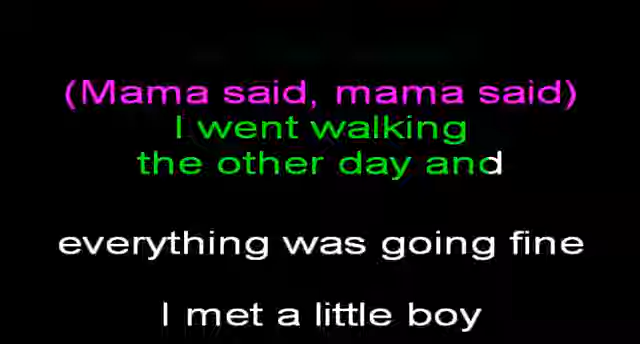 (Mama said, mama said)
I went walking
the other day and
everything was going fine
I met a little boy